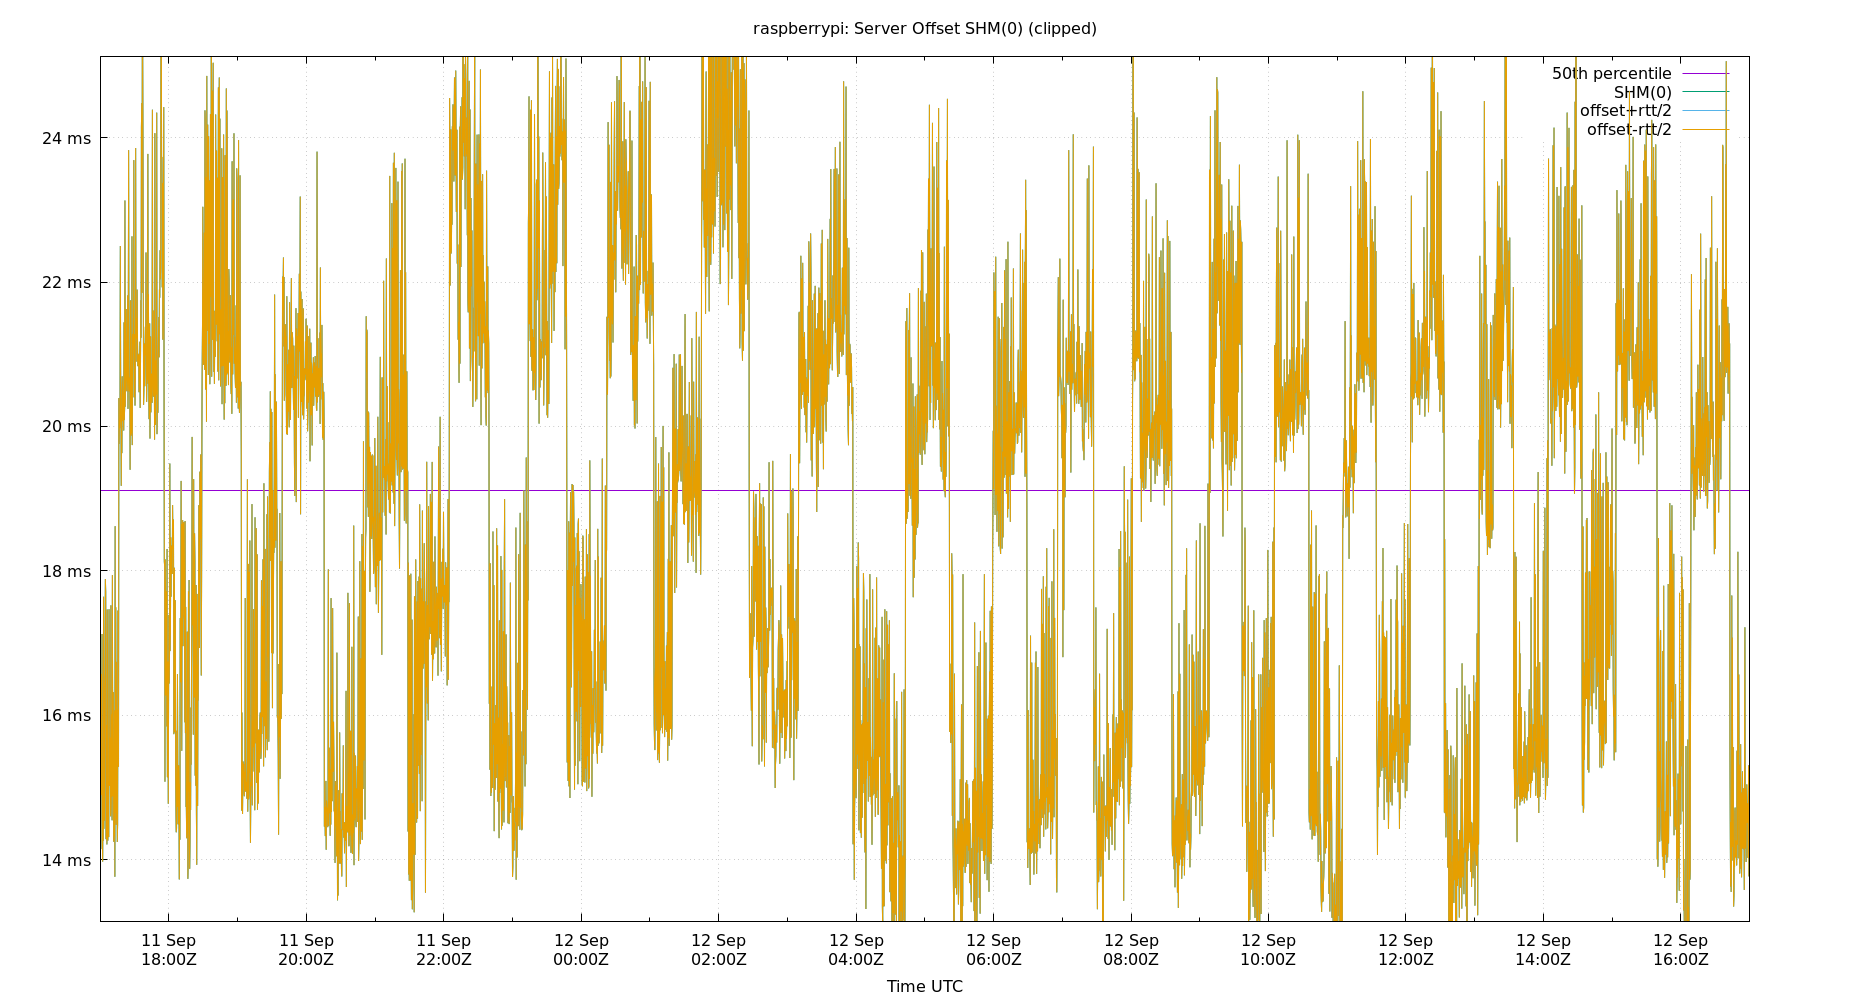 raspberrypi: Server Offset SHM(0) (clipped)
50th percentile
SHM(0)
offset+rtt/2
offset-rtt/2
24 ms
22 ms
20 ms
18 ms
16 ms
14 ms
11 Sep 11 Sep 11 Sep 12 Sep 12 Sep 12 Sep 12 Sep 12 Sep 12 Sep 12 Sep 12 Sep 12 Sep
18:00Z 20:00Z 22:00Z 00:00Z 02:00Z 04:00Z 06:00Z 08:00Z 10:00Z 12:00Z 14:00Z 16:00Z
Time UTC